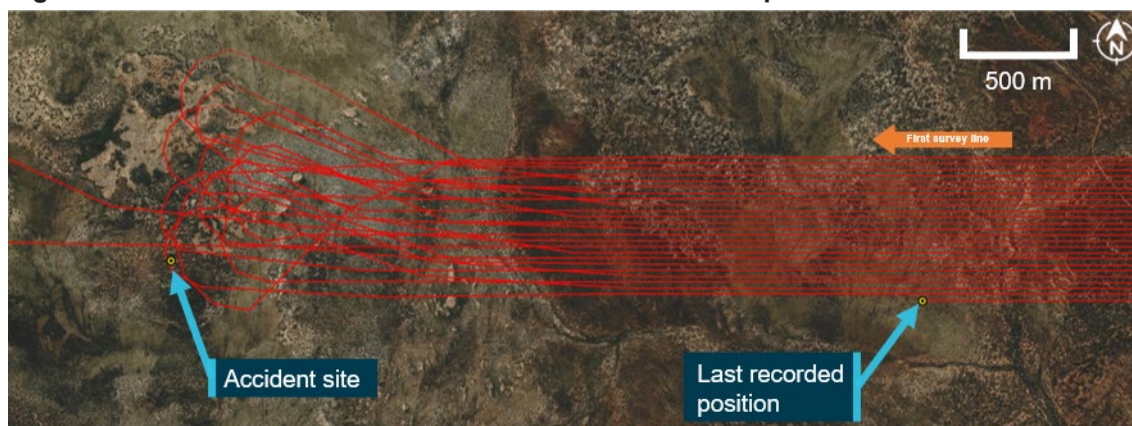 N
500 m
First survey line
Accident site
Last recorded
position